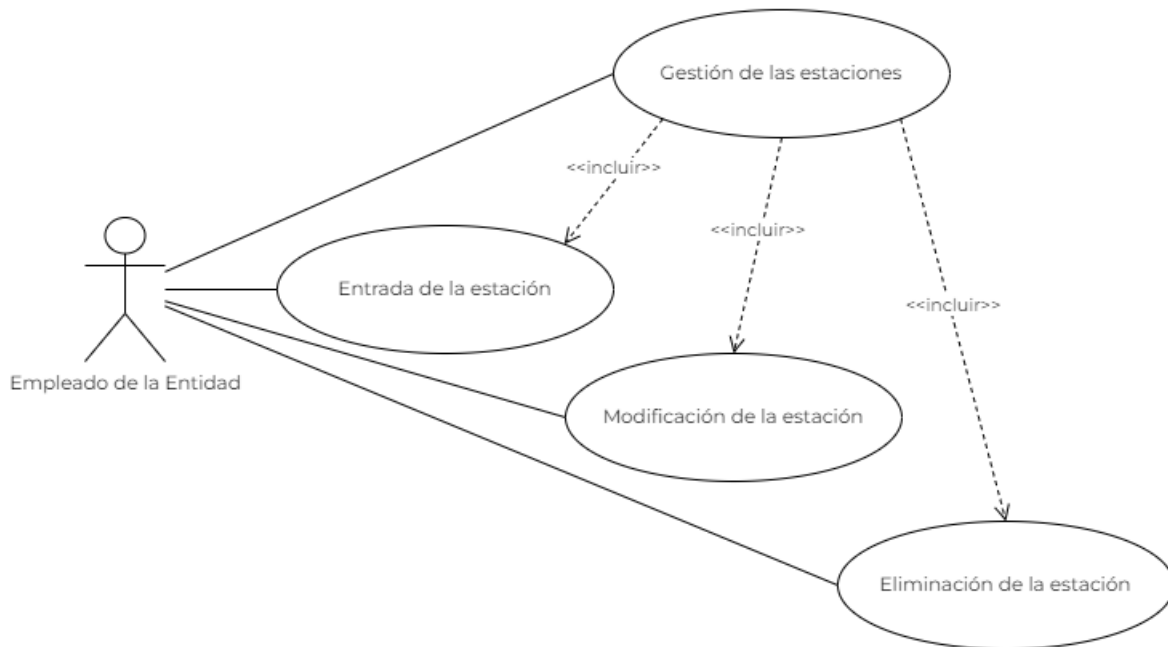 Gestión de las estaciones
<<incluir>>
<<incluir>>
Entrada de la estación
<<incluir>>
Empleado de la Entidad
Modificación de la estación
Eliminación de la estación